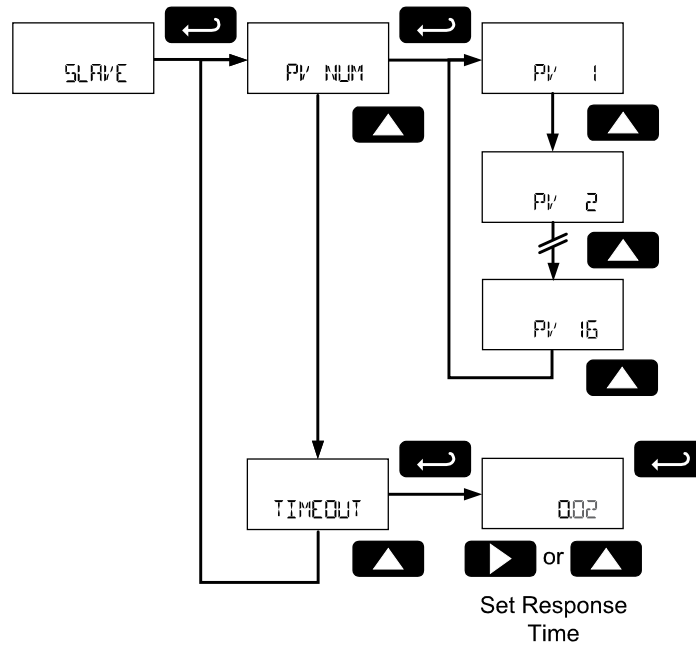 SLAVE
PV NUM
PV 1
PV 2
PV 16
TIMEOUT
0.02
or
Set Response
Time